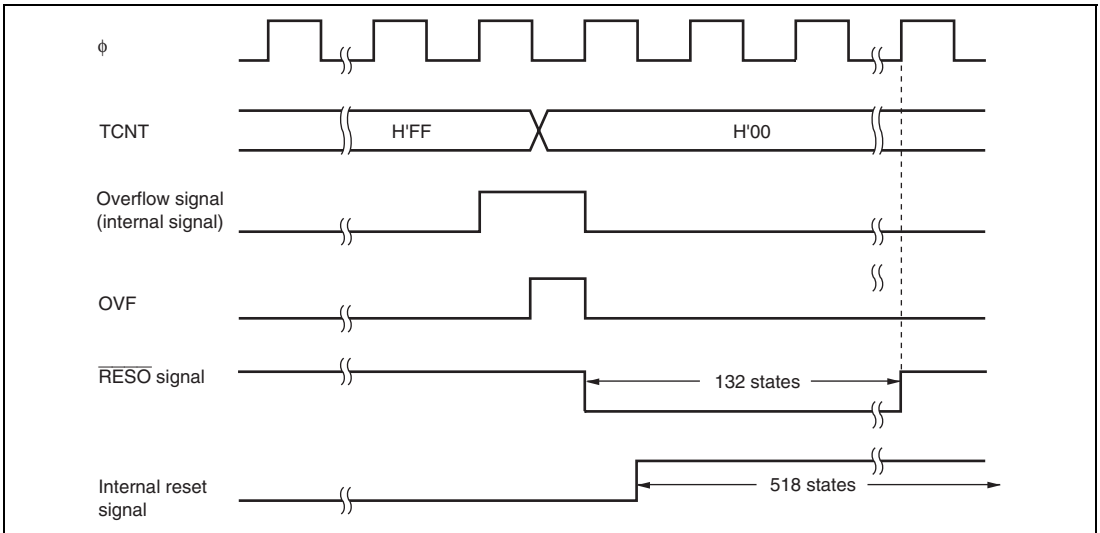 ϕ
TCNT
H'FF
H'00
Overflow signal
(internal signal)
OVF
RESO signal
132 states
Internal reset
signal
518 states